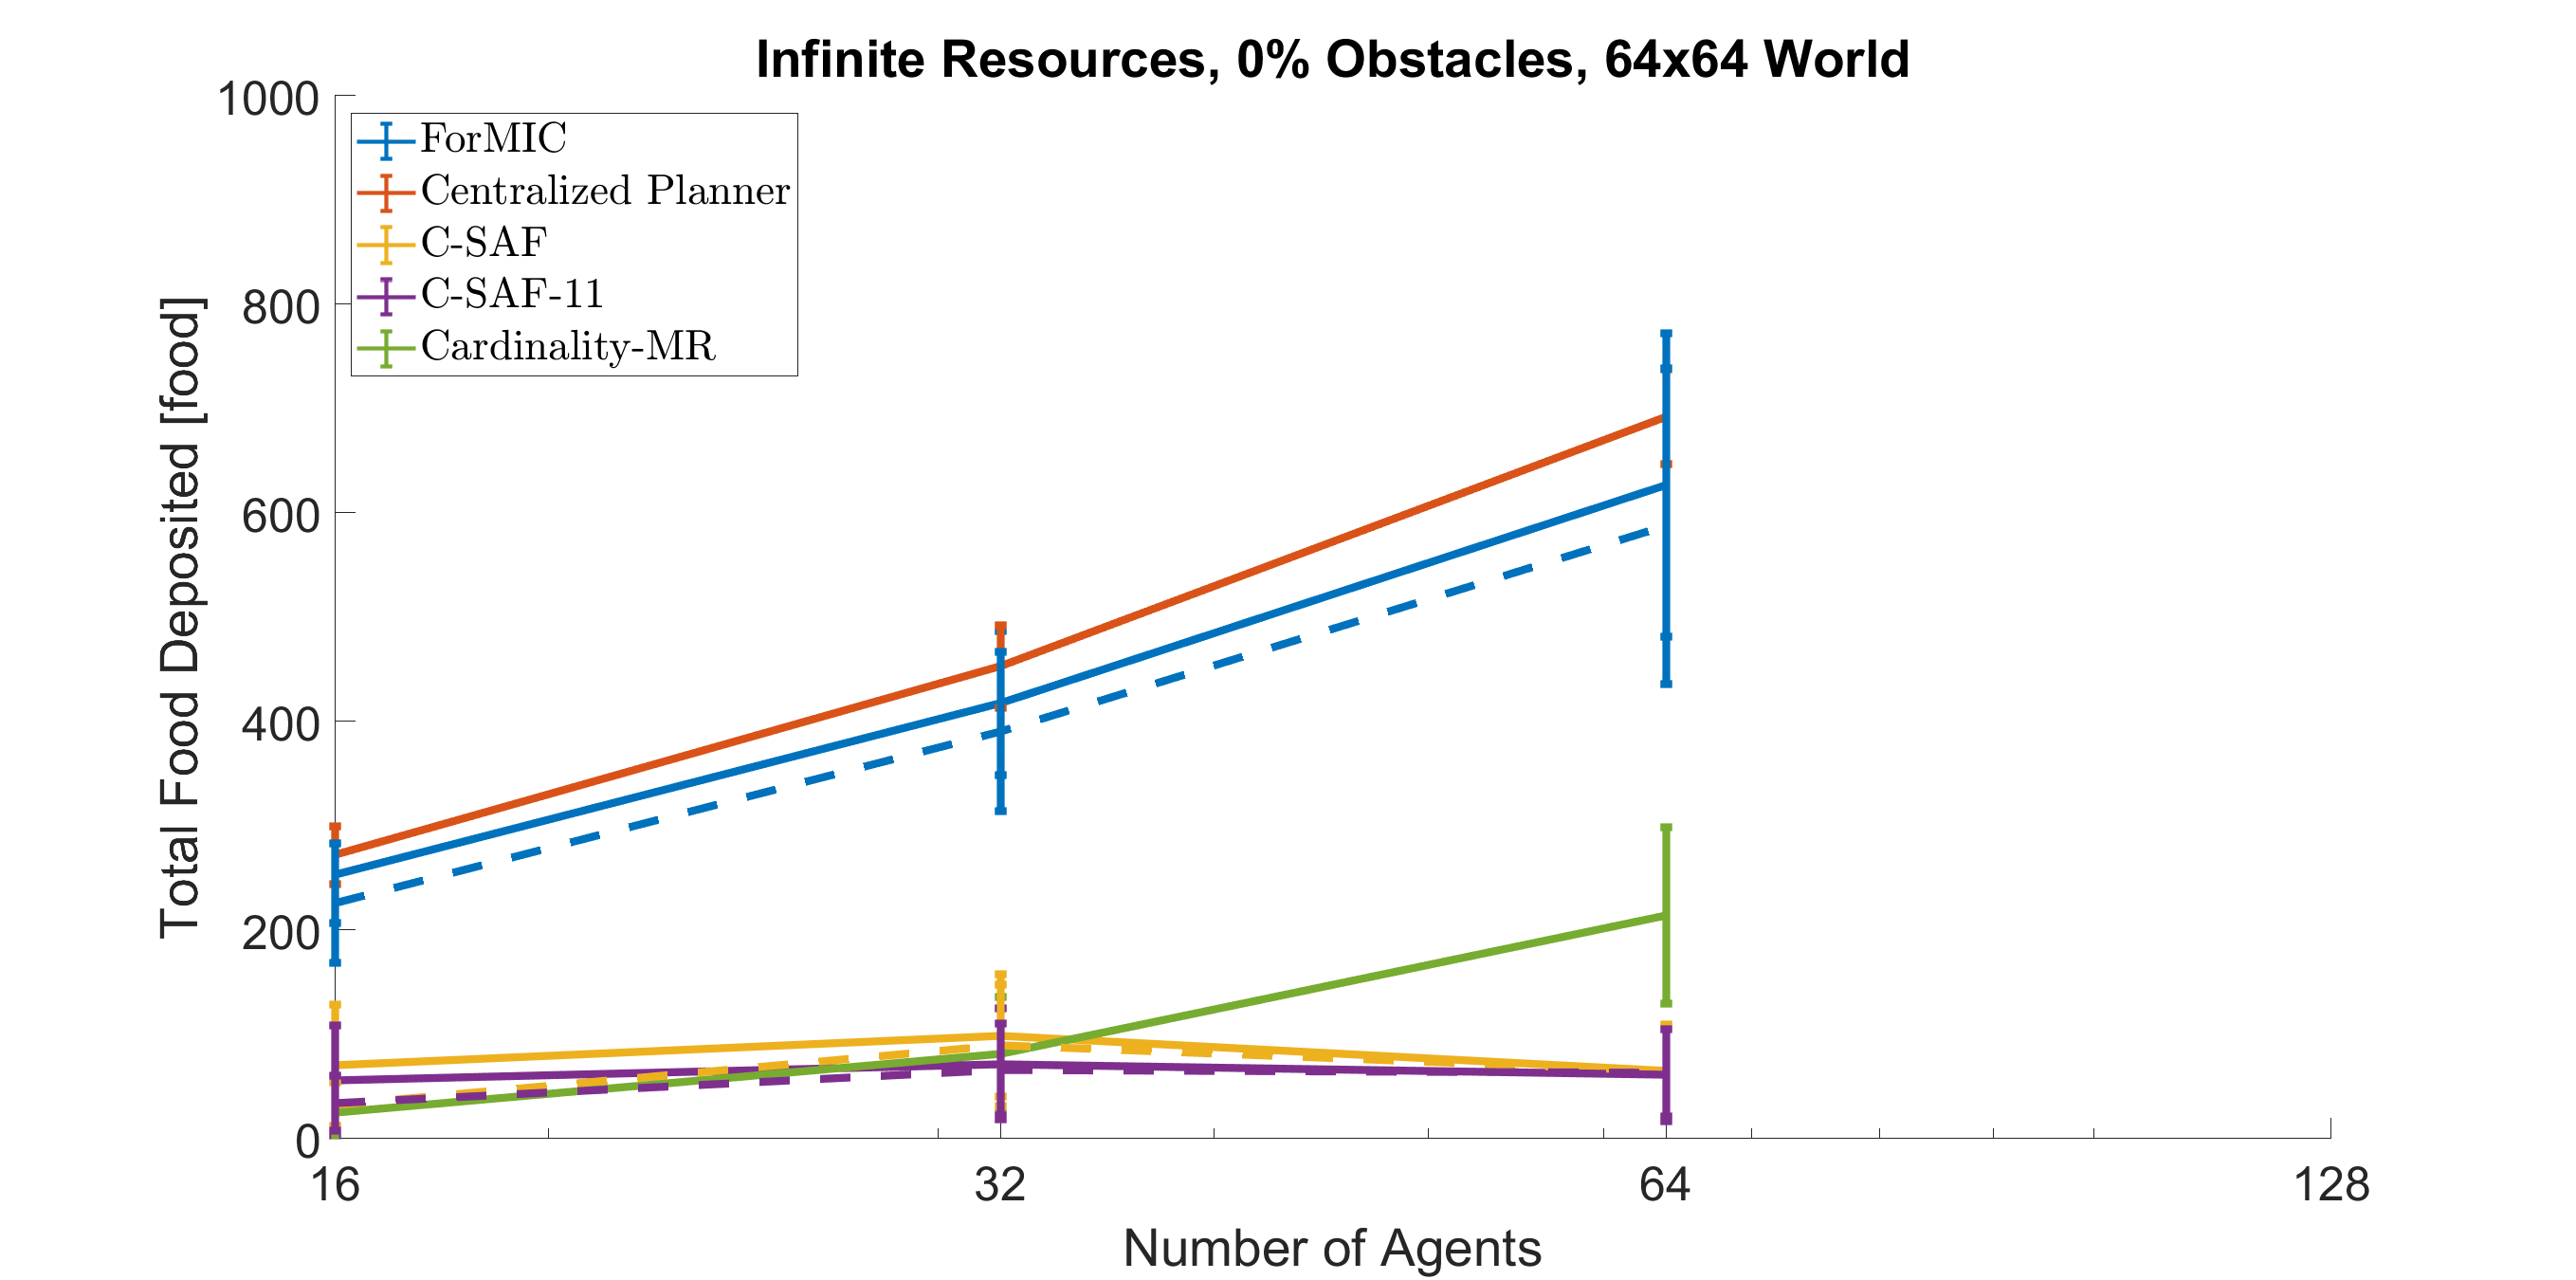 Infinite Resources, 0% Obstacles, 64x64 World
1000
800
600
400
200
0
Total Food Deposited [food]
ForMIC
Centralized Planner
C-SAF
C-SAF-11
Cardinality-MR
16
32
64
128
Number of Agents